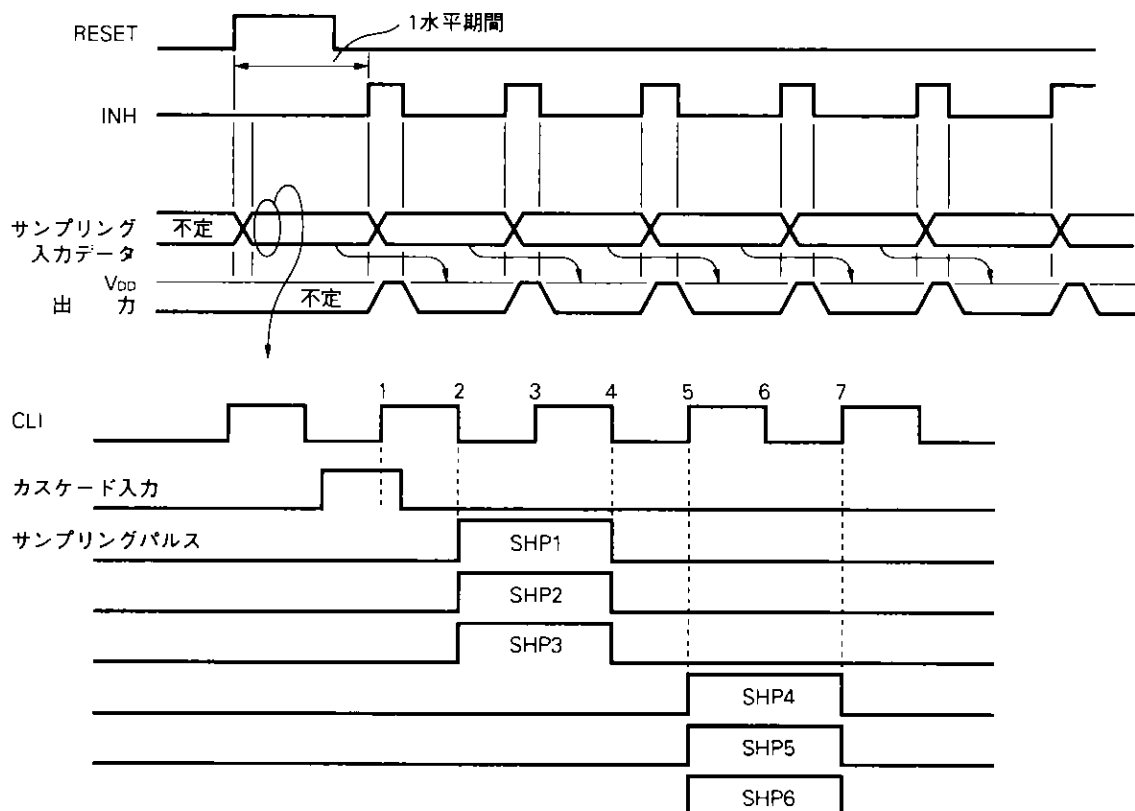 RESET
1水平期間
INH
サンプリング
入力データ
不定
VDD
出 力
不定
CLI
1 2 3 4 5 6 7
カスケード入力
サンプリングパルス
SHP1
SHP2
SHP3
SHP4
SHP5
SHP6